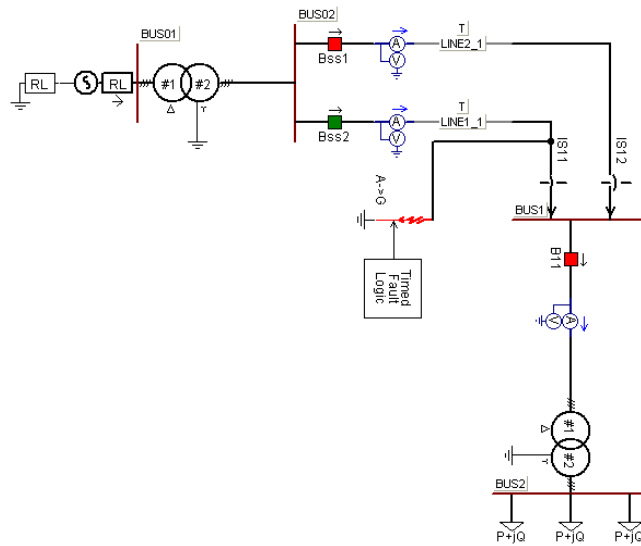 BUS01
BUS02
RL
RL
#1
#2
Bss1
A
V
T
LINE2_1
Bss2
A
V
T
LINE1_1
A->G
IS11
IS12
Timed
Fault
Logic
BUS1
B11
V
A
#1
#2
BUS2
P+jQ
P+jQ
P+jQ